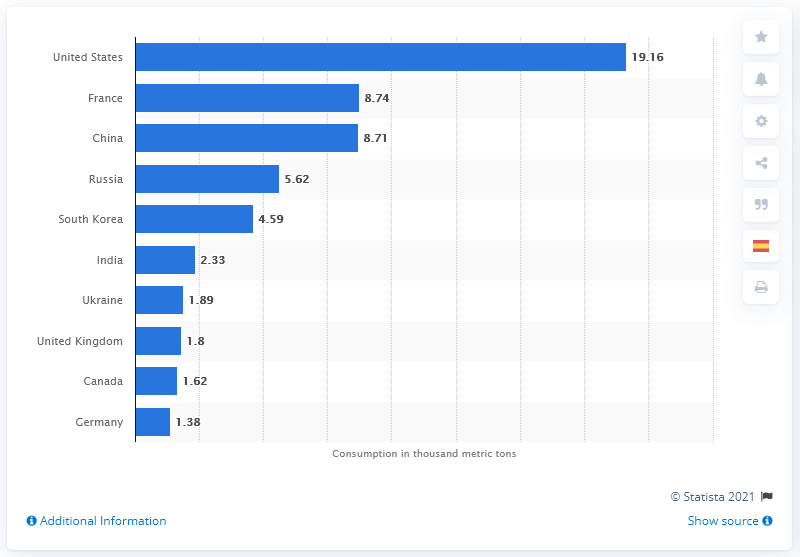 United States 19.16
France 8.74
China 8.71
Russia 5.62
South Korea 4.59
India 2.33
Ukraine 1.89
United Kingdom 1.8
Canada 1.62
Germany 1.38
Consumption in thousand metric tons
© Statista 2021
Additional Information Show source